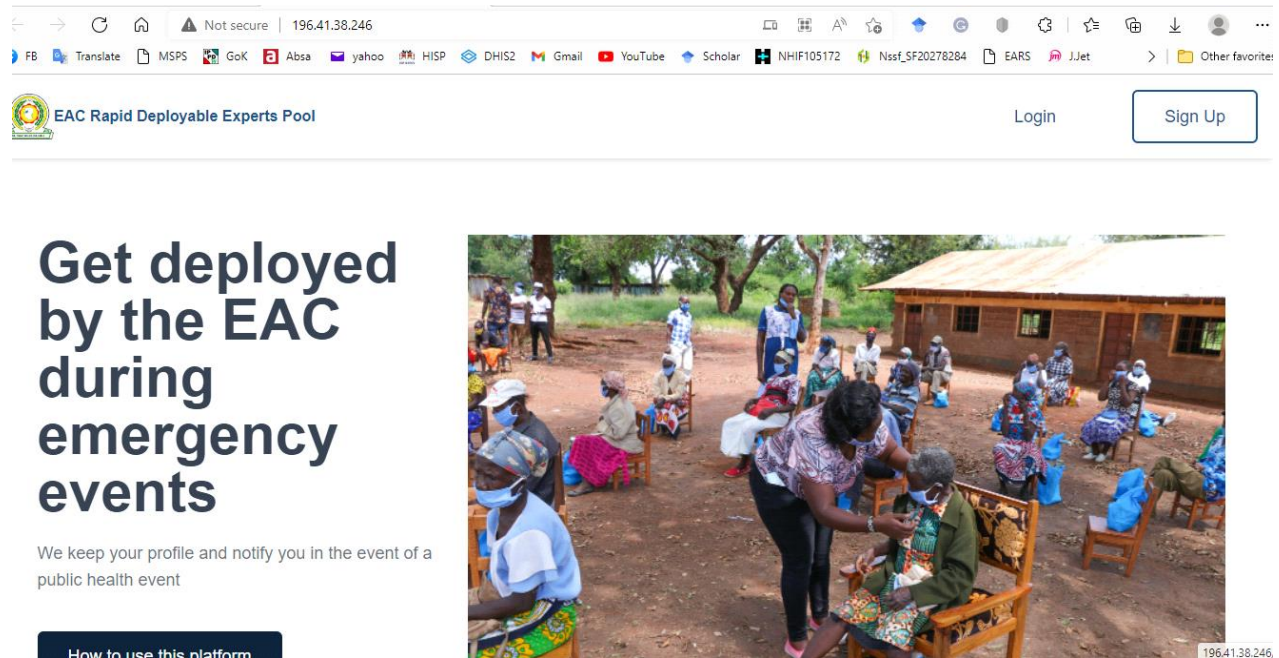 Not secure | 196.41.38.246
FB Translate MSPS GoK Absa yahoo HISP DHIS2 Gmail YouTube Scholar NHIF105172 Nssf_SF20278284 EARS J.Jet Other favorites
EAC Rapid Deployable Experts Pool
Login
Sign Up
Get deployed
by the EAC
during
emergency
events
We keep your profile and notify you in the event of a
public health event
How to use this platform
196.41.38.246